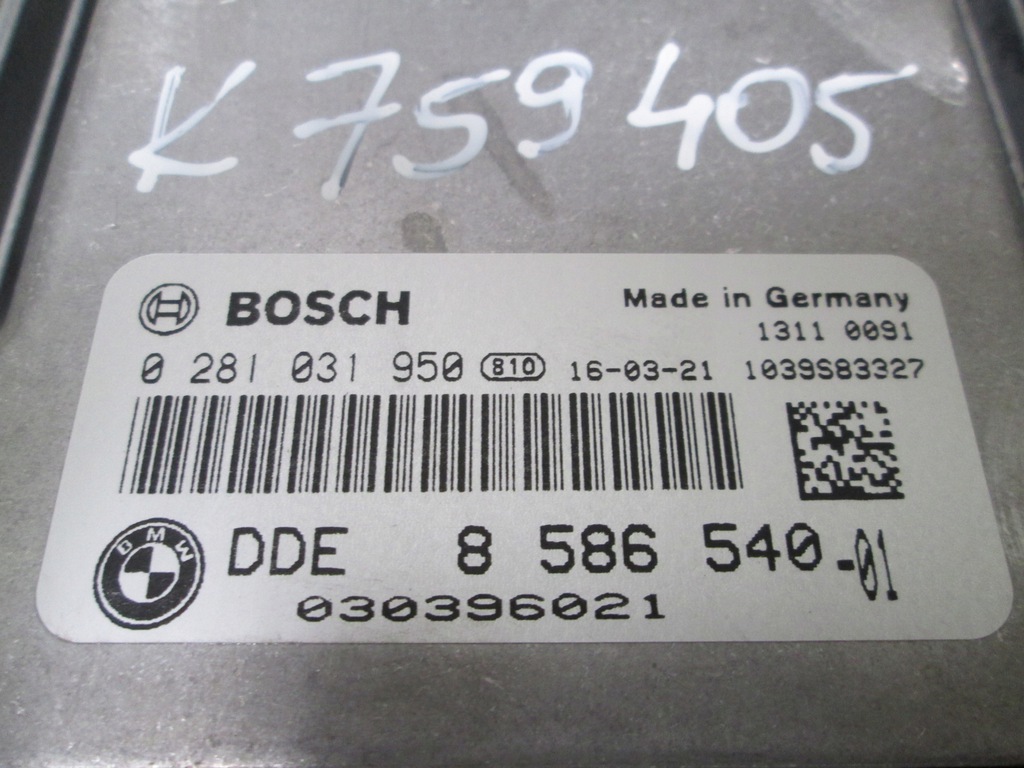 K 759405
BOSCH
Made in Germany
1311 0091
0 281 031 950 810 16-03-21 1039S83327
BMW
DDE 8 586 540-01
030396021